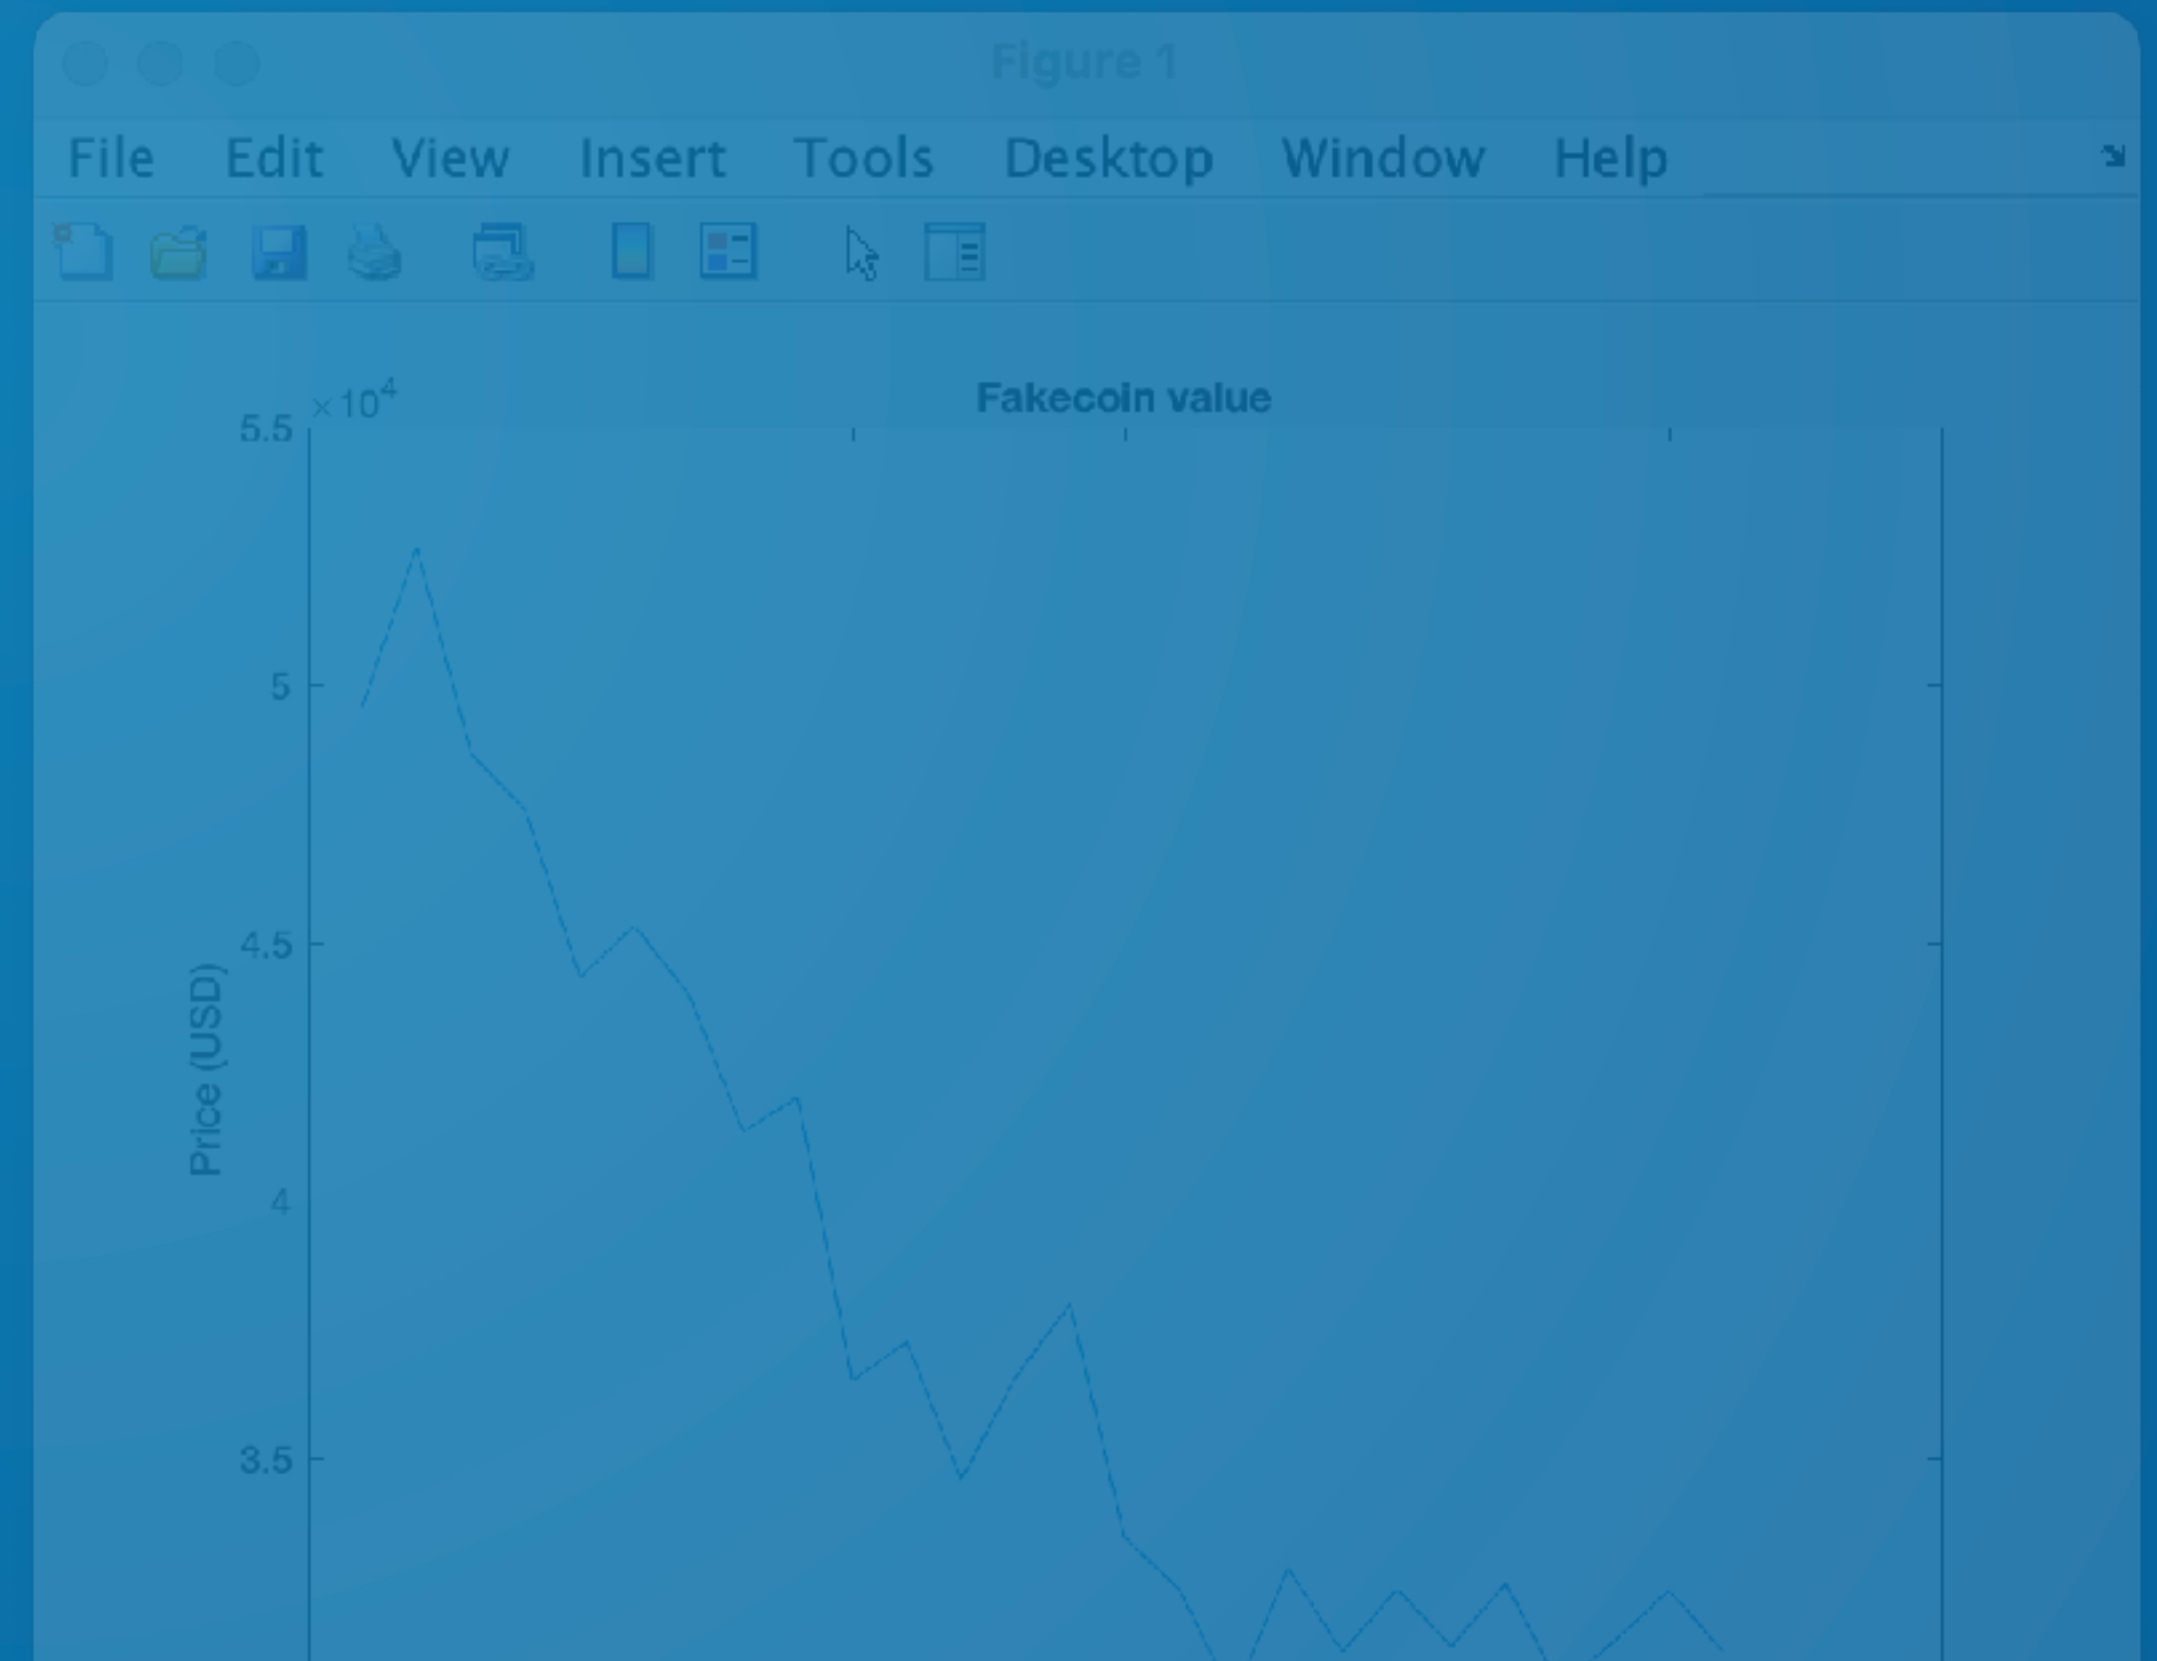 Figure 1
File Edit View Insert Tools Desktop Window Help
×10⁴
Fakecoin value
5.5
5
4.5
Price (USD)
4
3.5